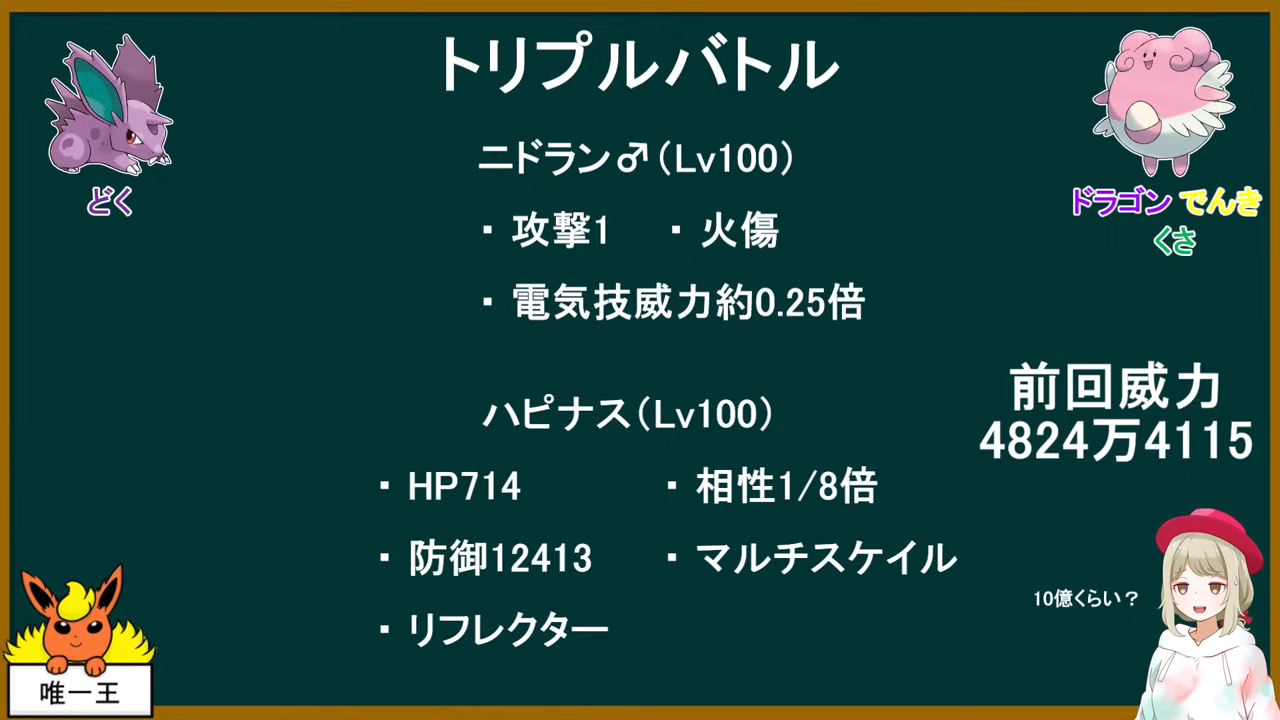 トリプルバトル
どく
ドラゴン でんき
くさ
ニドラン♂(Lv100)
・攻撃1 ・火傷
・電気技威力約0.25倍
前回威力
4824万4115
ハピナス(Lv100)
・HP714 ・相性1/8倍
・防御12413 ・マルチスケイル
・リフレクター
10億くらい？
唯一王